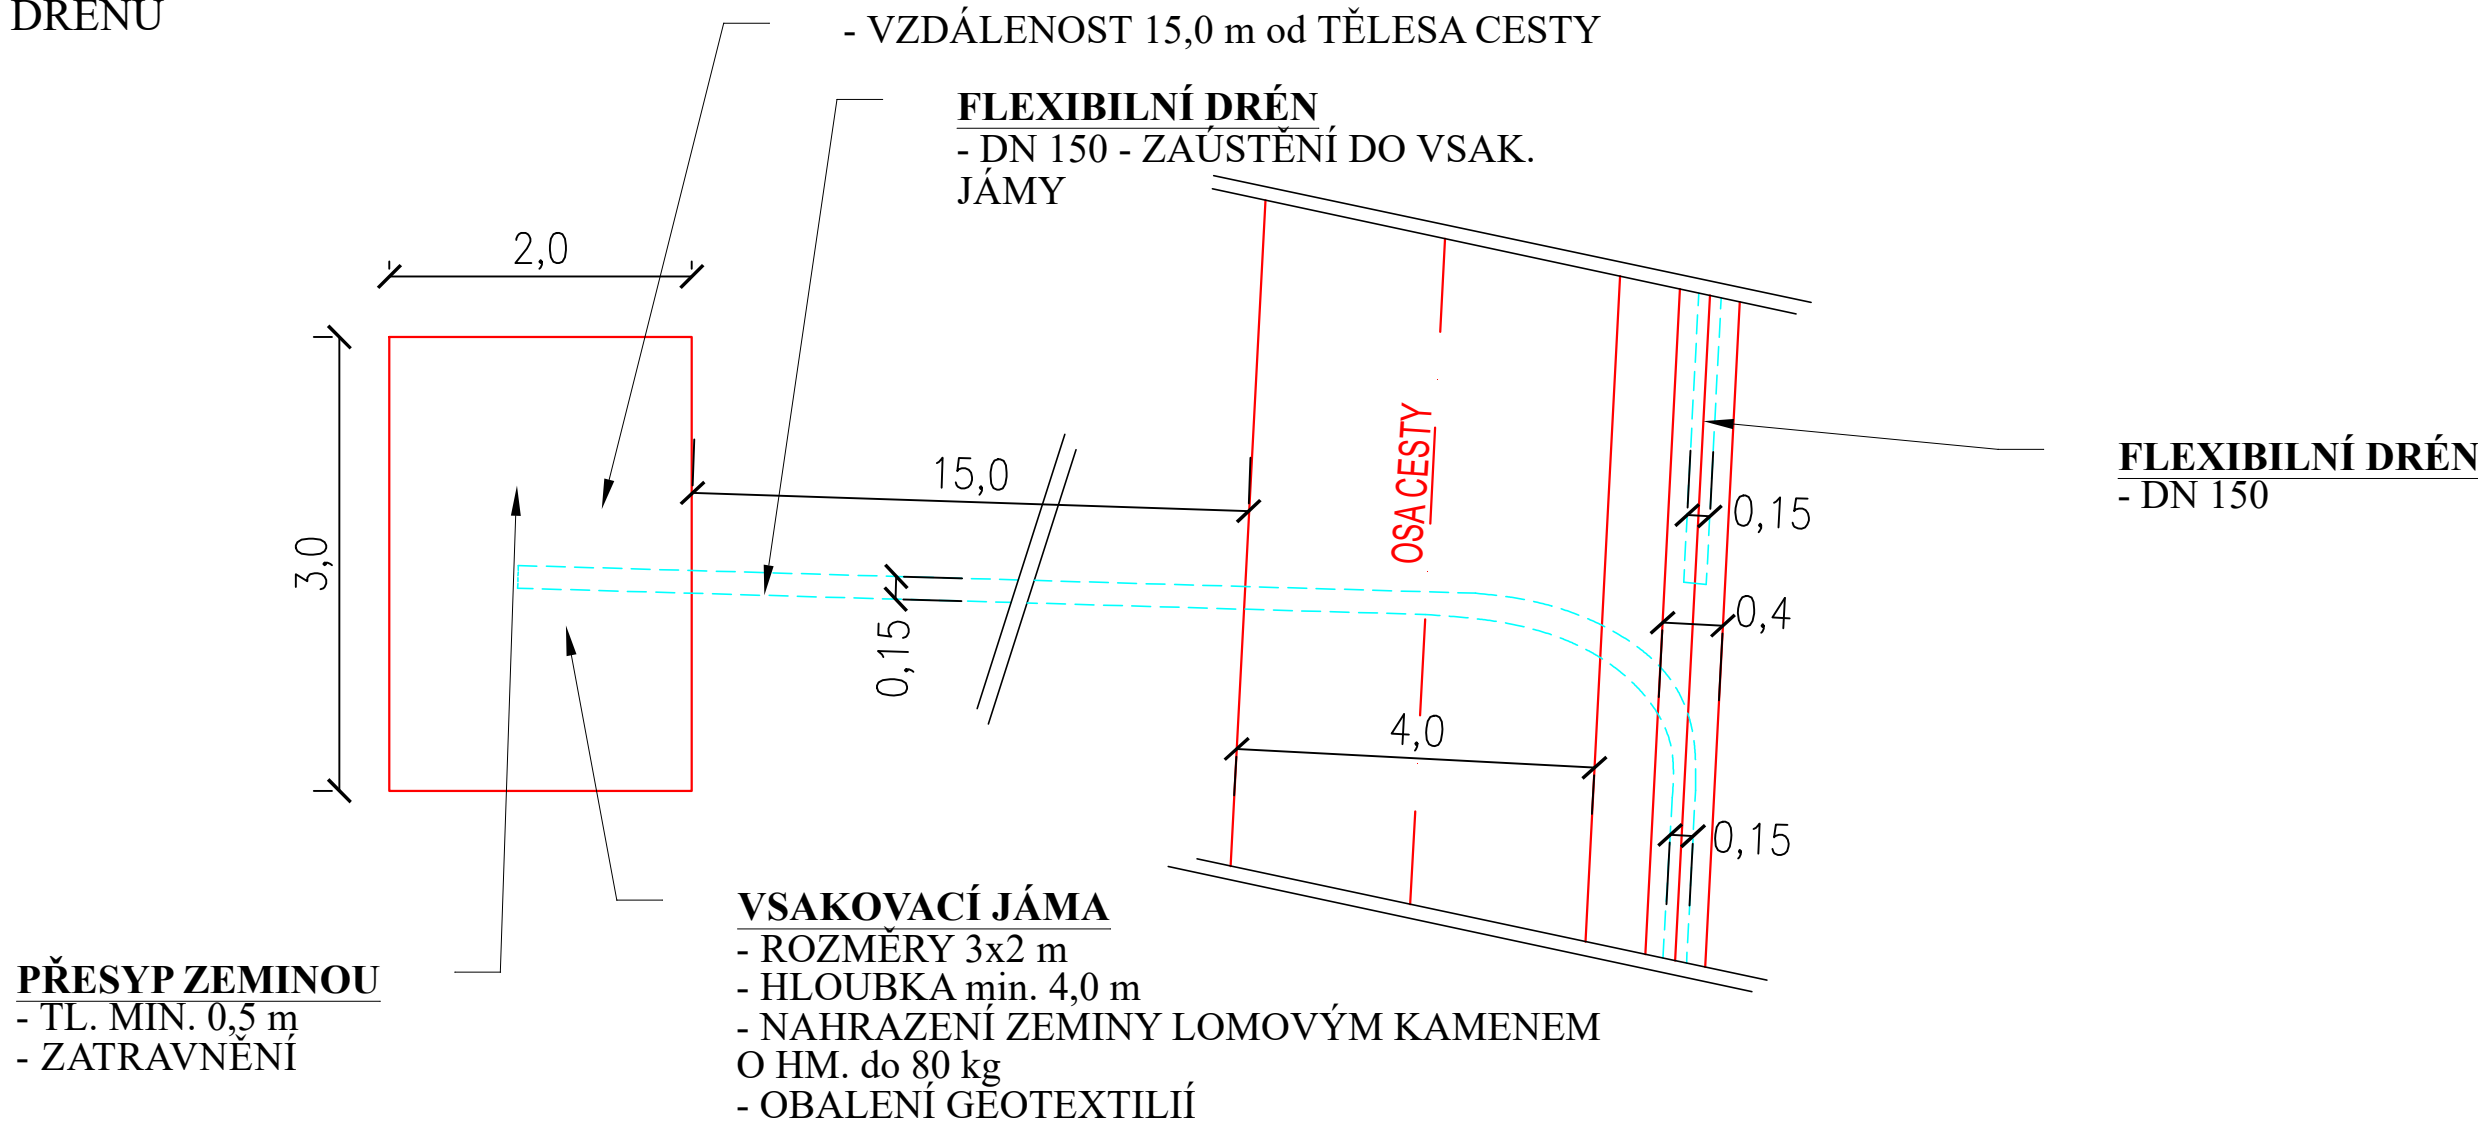 DRÉNU
- VZDÁLENOST 15,0 m od TĚLESA CESTY
FLEXIBILNÍ DRÉN
- DN 150 - ZAÚSTĚNÍ DO VSAK.
JÁMY
2,0
3,0
15,0
0,15
OSA CESTY
4,0
0,15
0,4
0,15
FLEXIBILNÍ DRÉN
- DN 150
VSAKOVACÍ JÁMA
- ROZMĚRY 3x2 m
- HLOUBKA min. 4,0 m
- NAHRAZENÍ ZEMINY LOMOVÝM KAMENEM
O HM. do 80 kg
- OBALENÍ GEOTEXTILIÍ
PŘESYP ZEMINOU
- TL. MIN. 0,5 m
- ZATRAVNĚNÍ